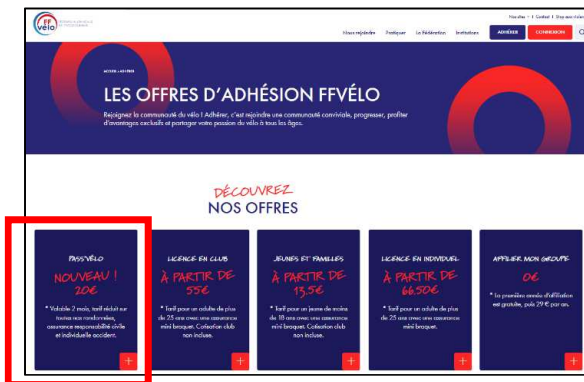 FF
vélo
Nous rejoindre Pratiquer La Fédération Institutions
ADHÉRER
CONNEXION
ACCUEIL > ADHÉRER
LES OFFRES D'ADHÉSION FFVÉLO
Rejoignez la communauté du vélo ! Adhérer, c'est rejoindre une communauté conviviale, progresser, profiter
d'avantages exclusifs et partager votre passion du vélo à tous les âges.
DÉCOUVREZ
NOS OFFRES
PASS'VÉLO
NOUVEAU !
20€
* Valable 2 mois, tarif réduit sur
toutes nos randonnées,
assurance responsabilité civile
et individuelle accident.
+
LICENCE EN CLUB
À PARTIR DE
55€
* Tarif pour un adulte de plus
de 25 ans avec une assurance
mini braquet. Cotisation club
non incluse.
+
JEUNES ET FAMILLES
À PARTIR DE
13,5€
* Tarif pour un jeune de moins
de 18 ans avec une assurance
mini braquet. Cotisation club
non incluse.
+
LICENCE EN INDIVIDUEL
À PARTIR DE
66.50€
* Tarif pour un adulte de plus
de 25 ans avec une assurance
mini braquet.
+
AFFILIER MON GROUPE
0€
* La première année d'affiliation
est gratuite, puis 29 € par an.
+